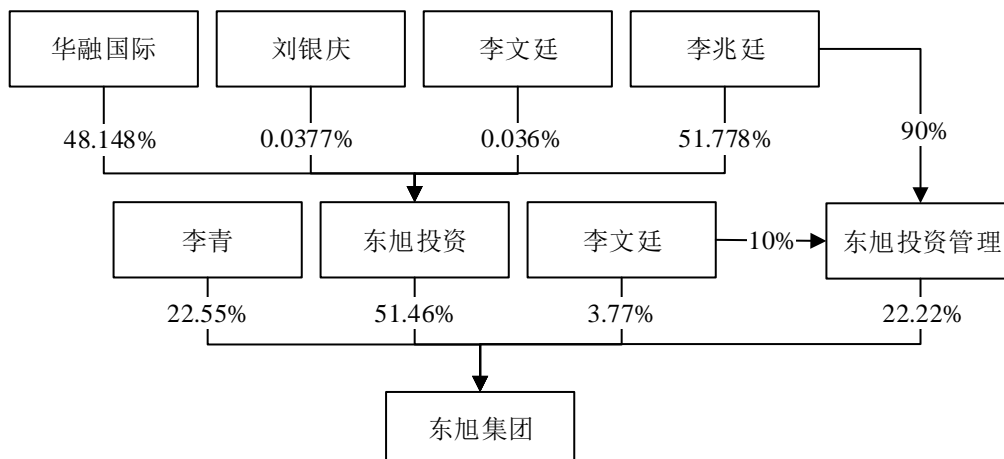 华融国际
刘银庆
李文廷
李兆廷
48.148%
0.0377%
0.036%
51.778%
90%
李青
东旭投资
李文廷
10%
东旭投资管理
22.55%
51.46%
3.77%
22.22%
东旭集团